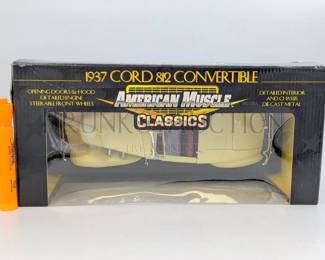 1937 CORD 812 CONVERTIBLE
OPENING DOORS & HOOD
DETAILED ENGINE
STEERABLE FRONT WHEELS
AMERICAN MUSCLE
CLASSICS
DETAILED INTERIOR
AND CHASSIS
DIE CAST METAL